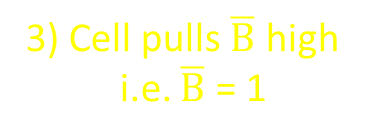 3) Cell pulls B̅ high
i.e. B̅ = 1